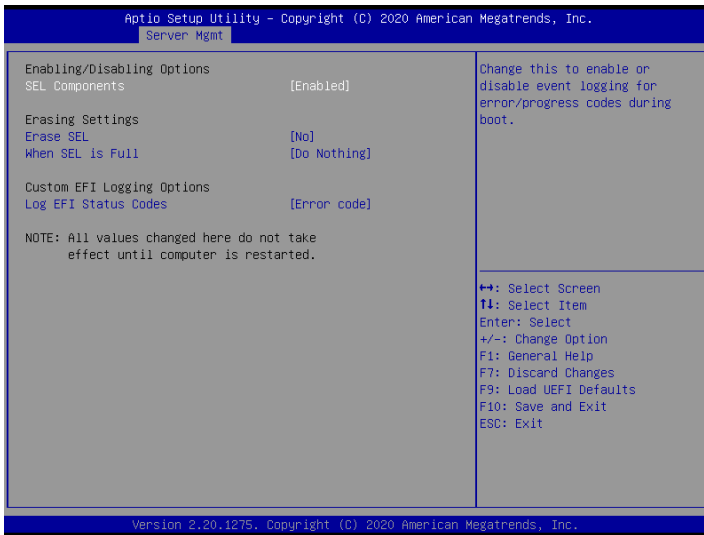 Aptio Setup Utility – Copyright (C) 2020 American Megatrends, Inc.
Server Mgmt
Enabling/Disabling Options
SEL Components [Enabled]
Erasing Settings
Erase SEL [No]
When SEL is Full [Do Nothing]
Custom EFI Logging Options
Log EFI Status Codes [Error code]
NOTE: All values changed here do not take
effect until computer is restarted.
Change this to enable or
disable event logging for
error/progress codes during
boot.
↔: Select Screen
↑↓: Select Item
Enter: Select
+/-: Change Option
F1: General Help
F7: Discard Changes
F9: Load UEFI Defaults
F10: Save and Exit
ESC: Exit
Version 2.20.1275. Copyright (C) 2020 American Megatrends, Inc.